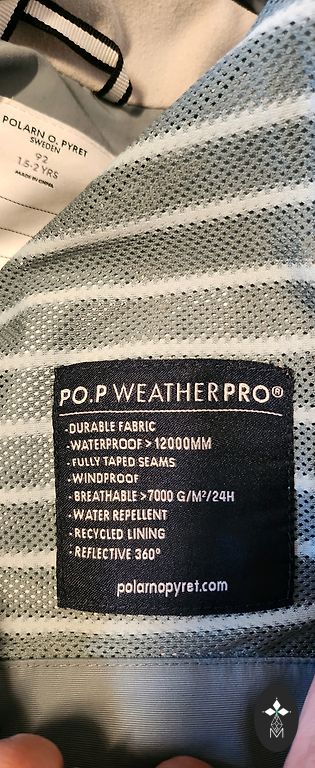 POLARN O. PYRET
SWEDEN
92
1.5-2 YRS
MADE IN CHINA
PO.P WEATHERPRO®
-DURABLE FABRIC
-WATERPROOF > 12000MM
-FULLY TAPED SEAMS
-WINDPROOF
-BREATHABLE >7000 G/M²/24H
-WATER REPELLENT
-RECYCLED LINING
-REFLECTIVE 360°
polarnopyret.com